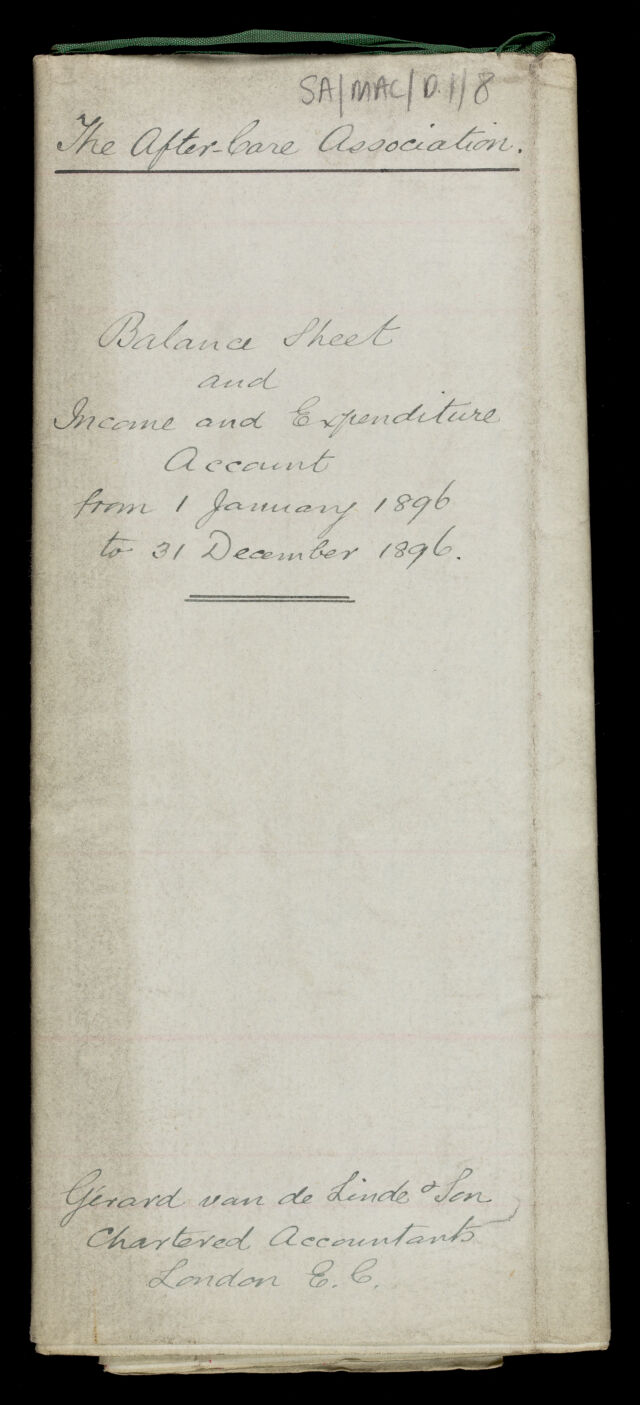 SA/MAC/D.1/8
The After-Care Association.
Balance Sheet
and
Income and Expenditure
Account
from 1 January 1896
to 31 December 1896.
Gérard van de Linde & Son
Chartered Accountants
London E.C.